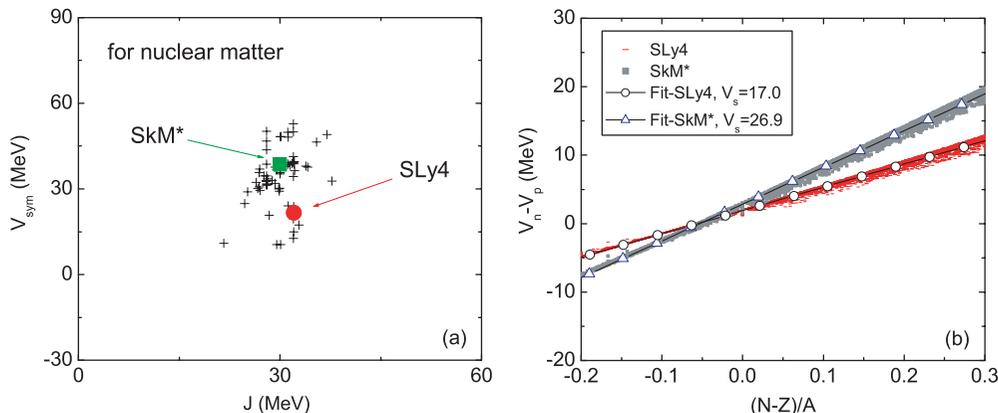 90
60
30
0
-30
0
30
60
V_sym (MeV)
J (MeV)
for nuclear matter
SkM*
SLy4
(a)
30
20
10
0
-10
-20
-0.2
-0.1
0.0
0.1
0.2
0.3
V_n-V_p (MeV)
(N-Z)/A
SLy4
SkM*
Fit-SLy4, V_s=17.0
Fit-SkM*, V_s=26.9
(b)